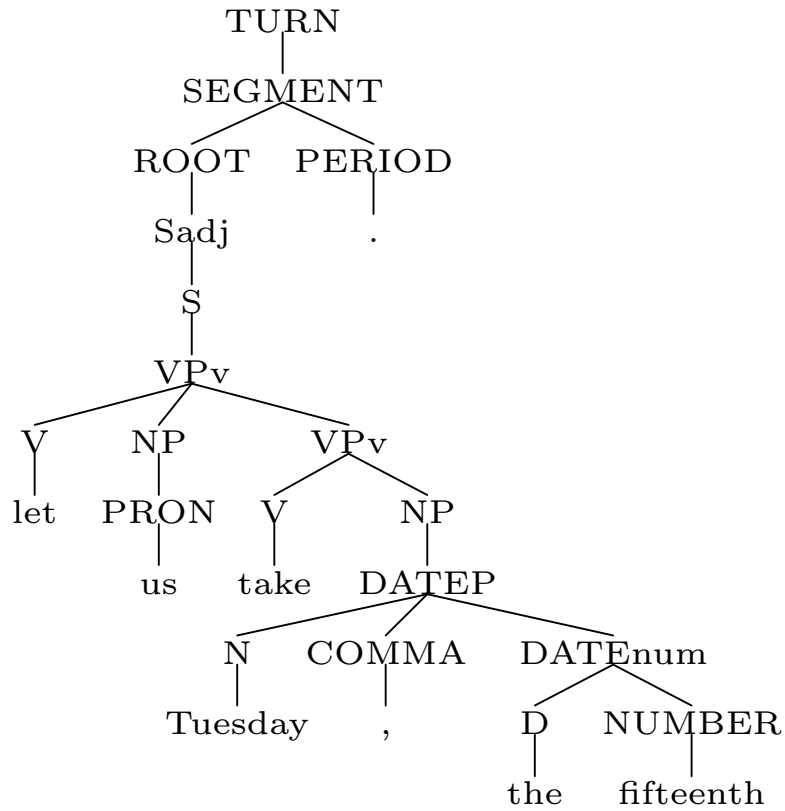 TURN
SEGMENT
ROOT PERIOD
Sadj .
S
VPv
V NP VPv
let PRON V NP
us take DATEP
N COMMA DATEnum
Tuesday , D NUMBER
the fifteenth